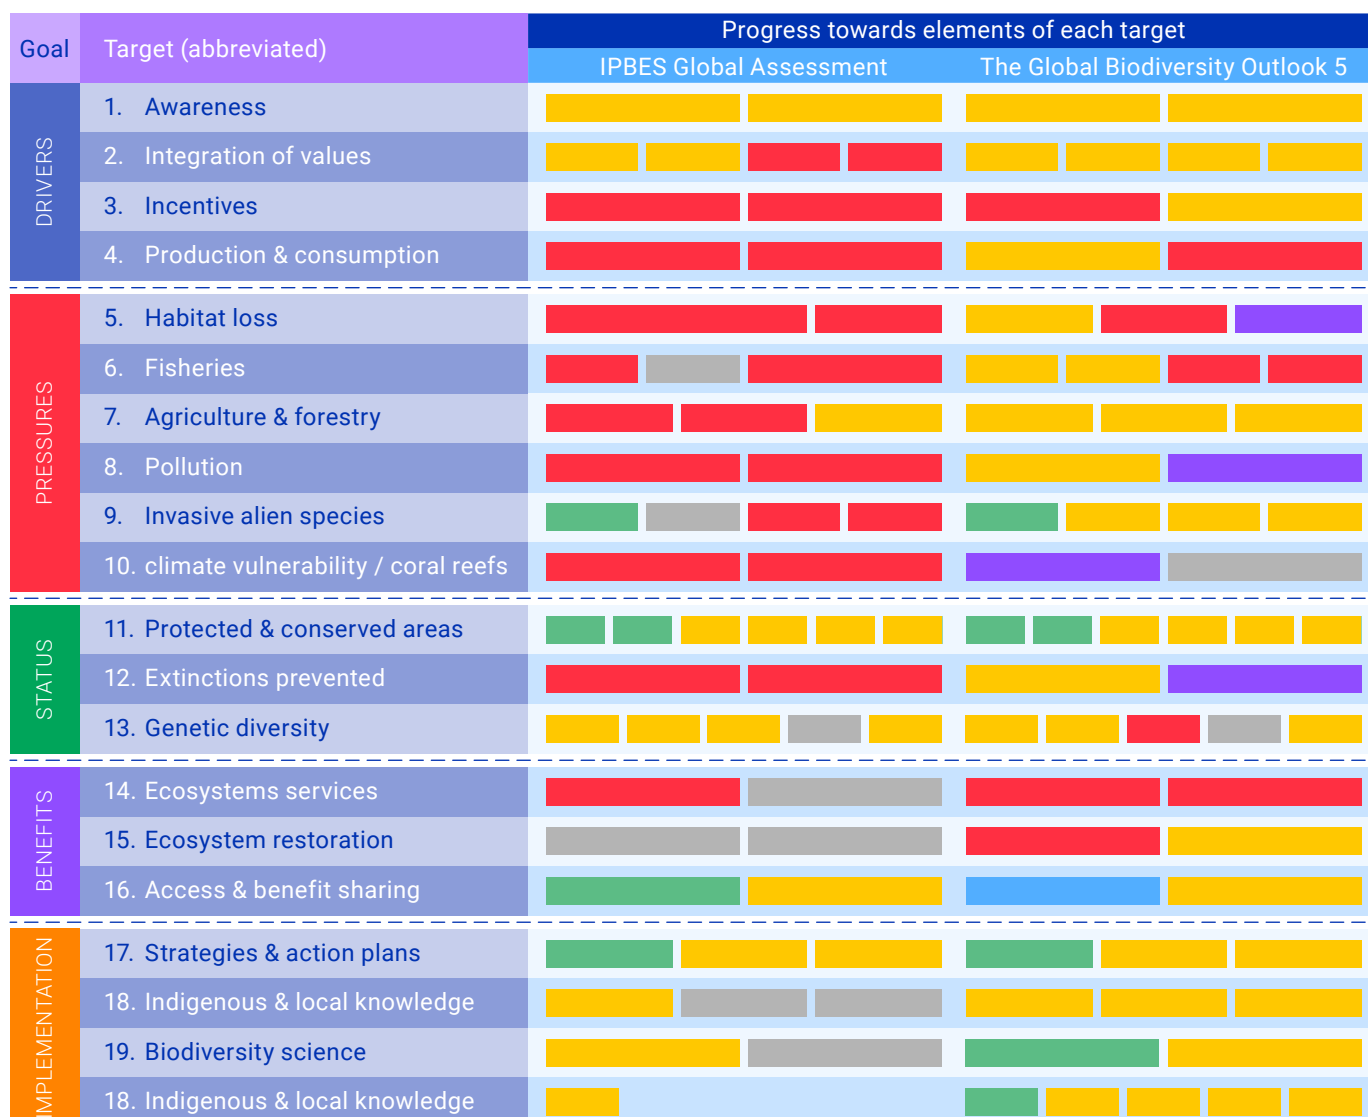 Goal
Target (abbreviated)
Progress towards elements of each target
IPBES Global Assessment
The Global Biodiversity Outlook 5
DRIVERS
1. Awareness
2. Integration of values
3. Incentives
4. Production & consumption
PRESSURES
5. Habitat loss
6. Fisheries
7. Agriculture & forestry
8. Pollution
9. Invasive alien species
10. climate vulnerability / coral reefs
STATUS
11. Protected & conserved areas
12. Extinctions prevented
13. Genetic diversity
BENEFITS
14. Ecosystems services
15. Ecosystem restoration
16. Access & benefit sharing
IMPLEMENTATION
17. Strategies & action plans
18. Indigenous & local knowledge
19. Biodiversity science
18. Indigenous & local knowledge